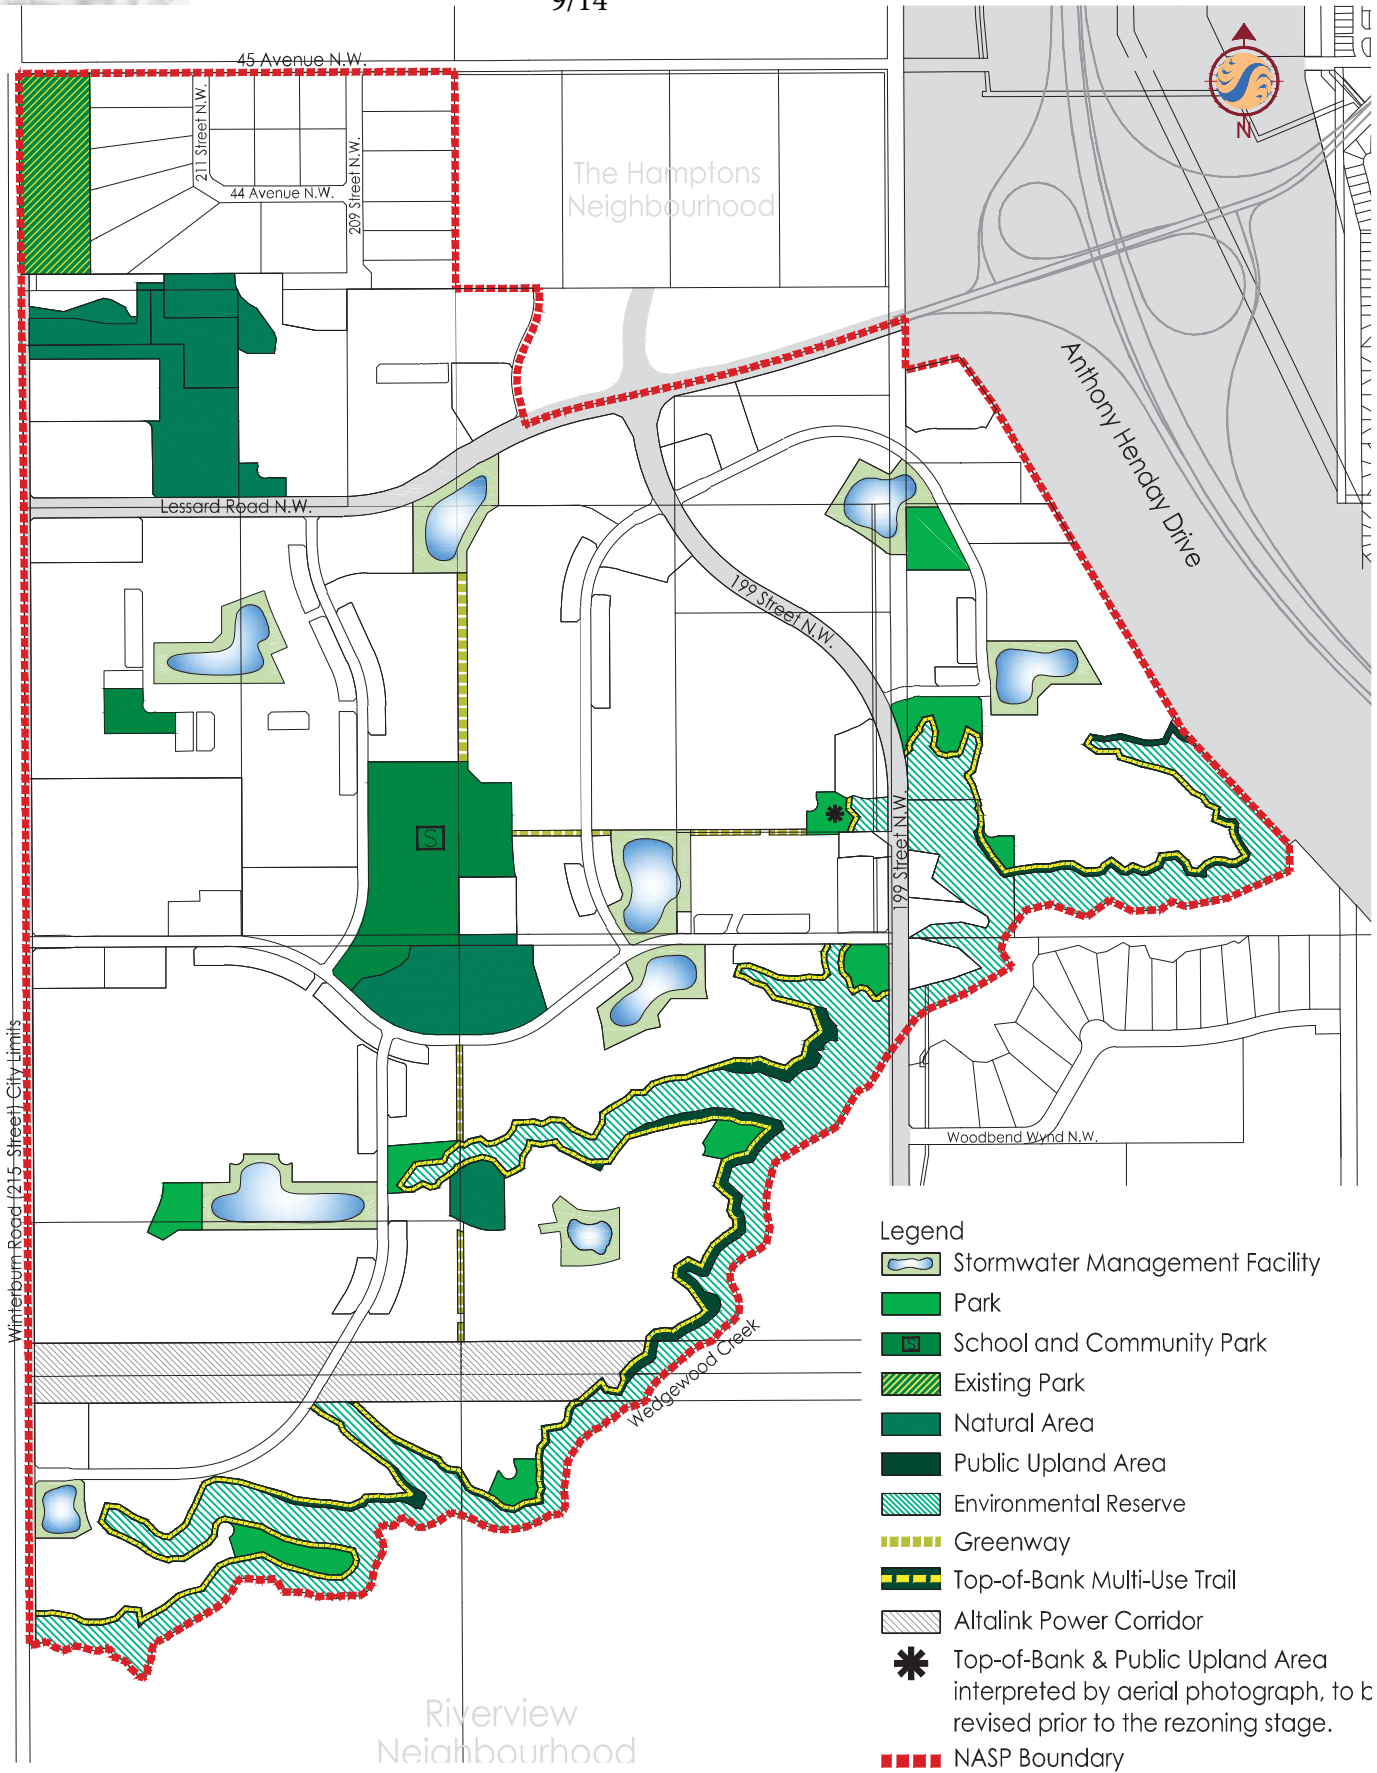 9/14
45 Avenue N.W.
N
211 Street N.W.
44 Avenue N.W.
209 Street N.W.
The Hamptons
Neighbourhood
Anthony Henday Drive
Lessard Road N.W.
199 Street N.W.
S
199 Street N.W.
Winterburn Road (215 Street) City Limits
Woodbend Wynd N.W.
Wedgewood Creek
Legend
Stormwater Management Facility
Park
S School and Community Park
Existing Park
Natural Area
Public Upland Area
Environmental Reserve
Greenway
Top-of-Bank Multi-Use Trail
Altalink Power Corridor
Top-of-Bank & Public Upland Area
interpreted by aerial photograph, to b
revised prior to the rezoning stage.
NASP Boundary
Riverview
Neighbourhood